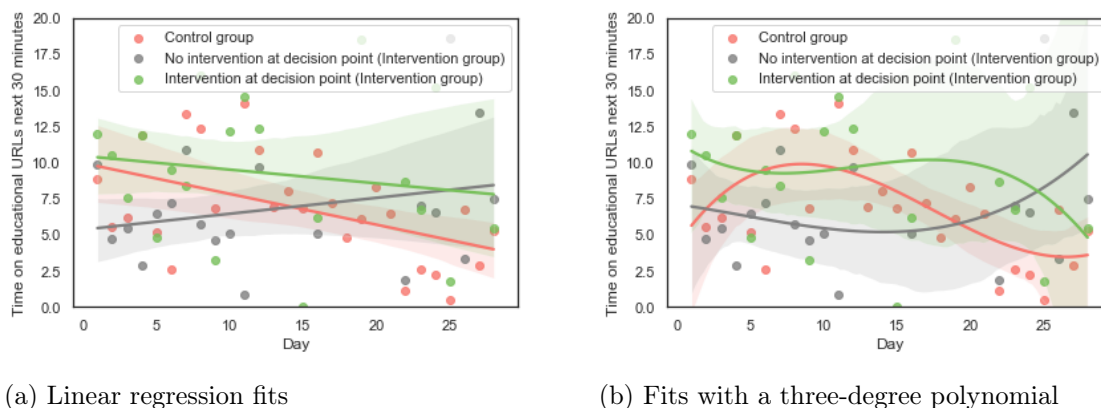 Time on educational URLs next 30 minutes
20.0
17.5
15.0
12.5
10.0
7.5
5.0
2.5
0.0
Control group
No intervention at decision point (Intervention group)
Intervention at decision point (Intervention group)
0 5 10 15 20 25
Day
(a) Linear regression fits
Time on educational URLs next 30 minutes
20.0
17.5
15.0
12.5
10.0
7.5
5.0
2.5
0.0
Control group
No intervention at decision point (Intervention group)
Intervention at decision point (Intervention group)
0 5 10 15 20 25
Day
(b) Fits with a three-degree polynomial